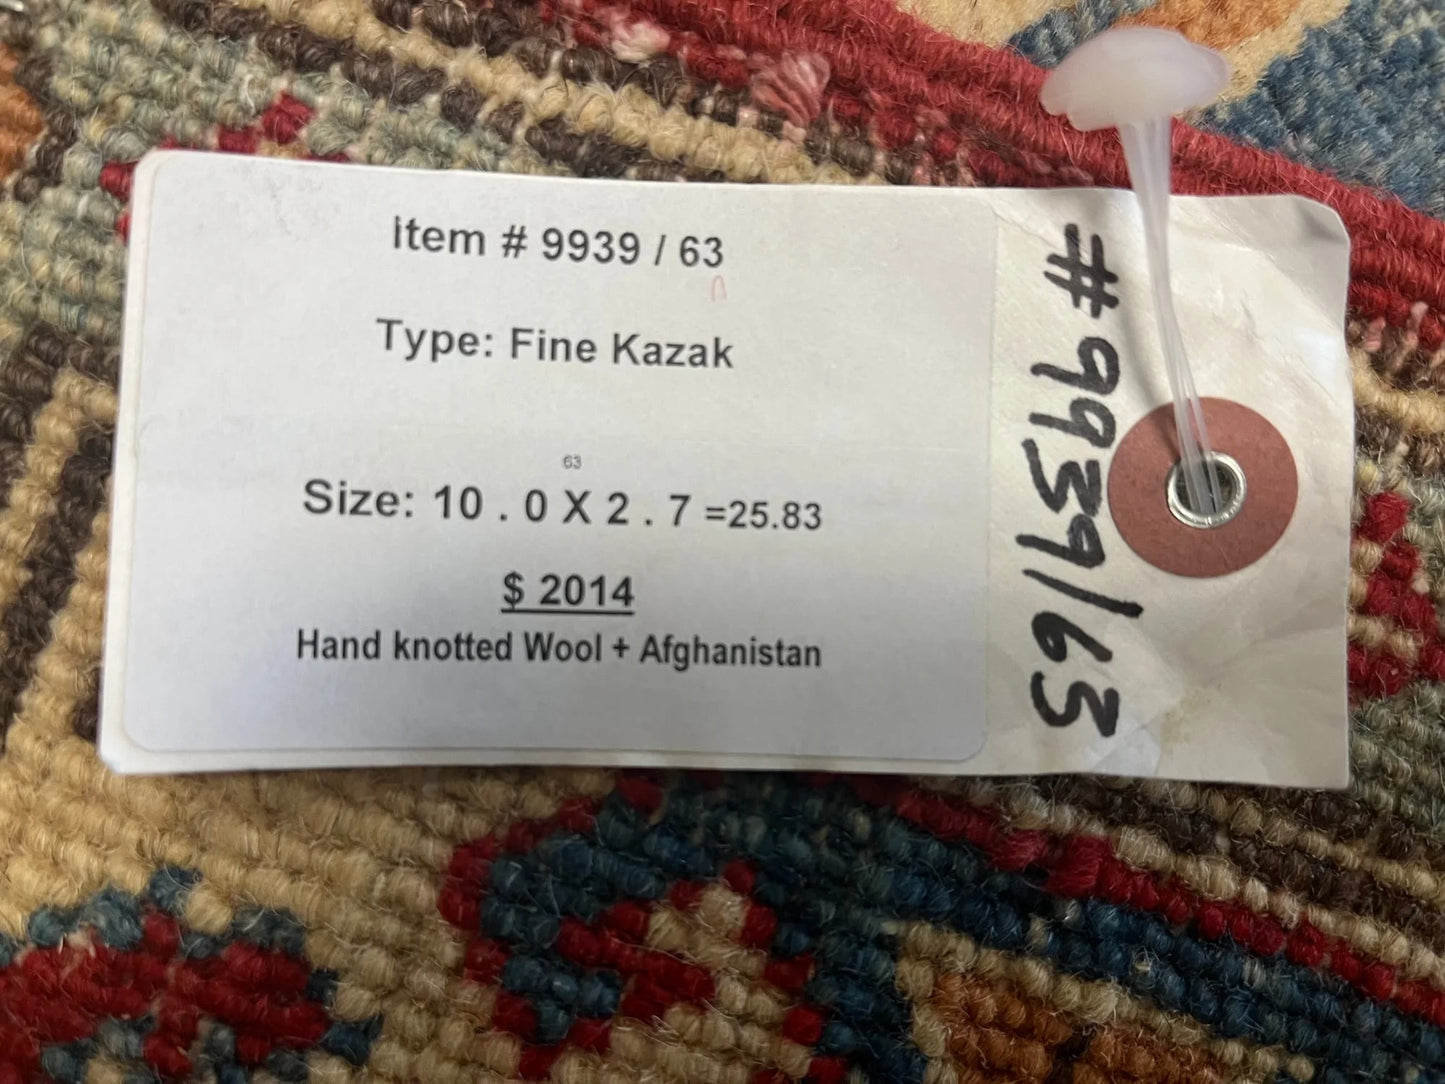 Item # 9939 / 63
Type: Fine Kazak
63
Size: 10 . 0 X 2 . 7 =25.83
$ 2014
Hand knotted Wool + Afghanistan
#9939/63